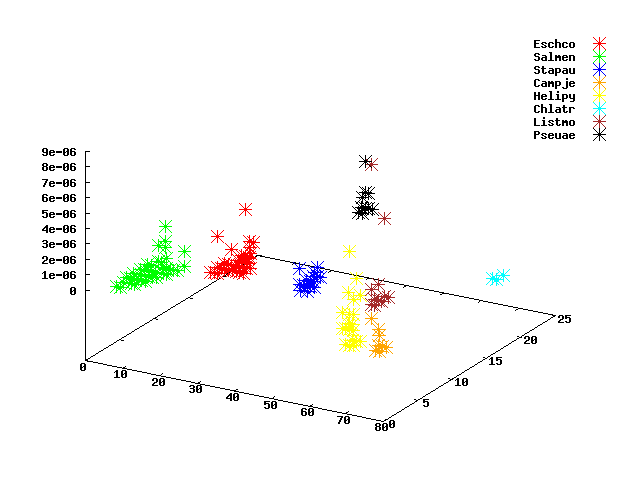 Eschco
Salmen
Stapau
Campje
Helipy
Chlatr
Listmo
Pseuae
9e-06
8e-06
7e-06
6e-06
5e-06
4e-06
3e-06
2e-06
1e-06
0
0
10
20
30
40
50
60
70
80
0
5
10
15
20
25